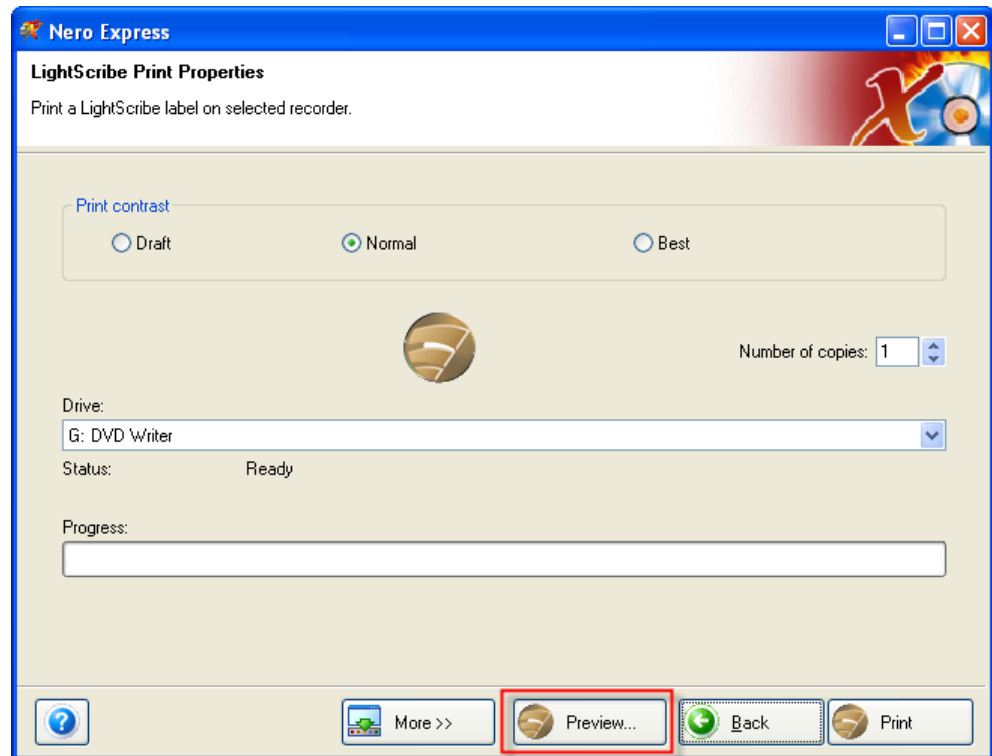 Nero Express
LightScribe Print Properties
Print a LightScribe label on selected recorder.
Print contrast
Draft Normal Best
Number of copies: 1
Drive:
G: DVD Writer
Status: Ready
Progress:
? More >> Preview... Back Print